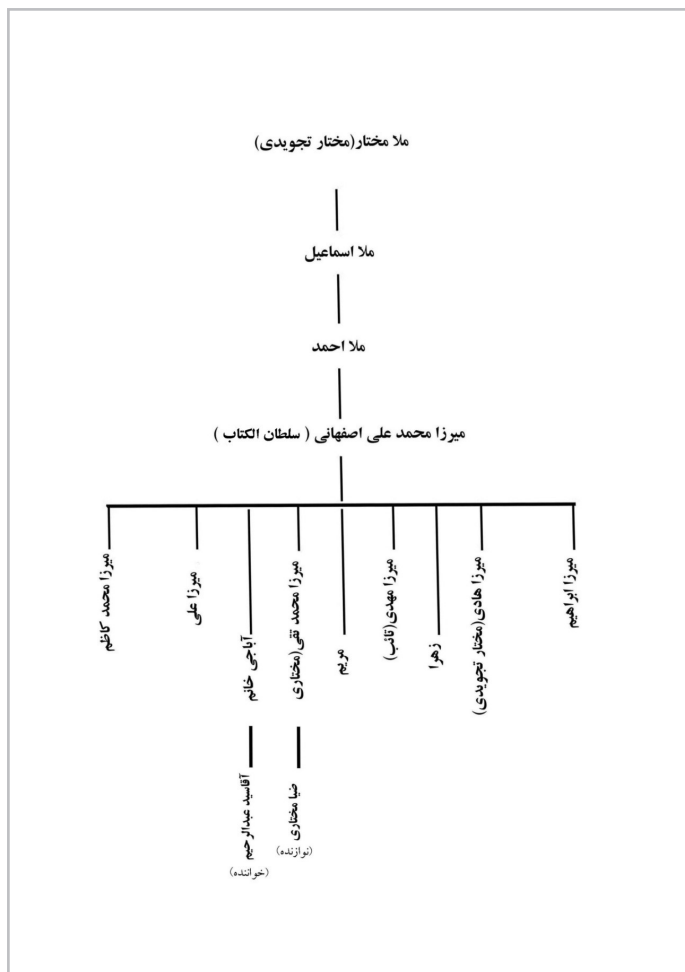 ملا مختار(مختار تجویدی)
ملا اسماعیل
ملا احمد
میرزا محمد علی اصفهانی ( سلطان الکتاب )
میرزا ابراهیم
میرزا هادی(مختار تجویدی)
زهرا
میرزا مهدی(تائب)
مریم
میرزا محمد تقی(مختاری
آباجی خانم
میرزا علی
میرزا محمد کاظم
ضیا مختاری
(نوازنده)
آقاسید عبدالرحیم
(خواننده)